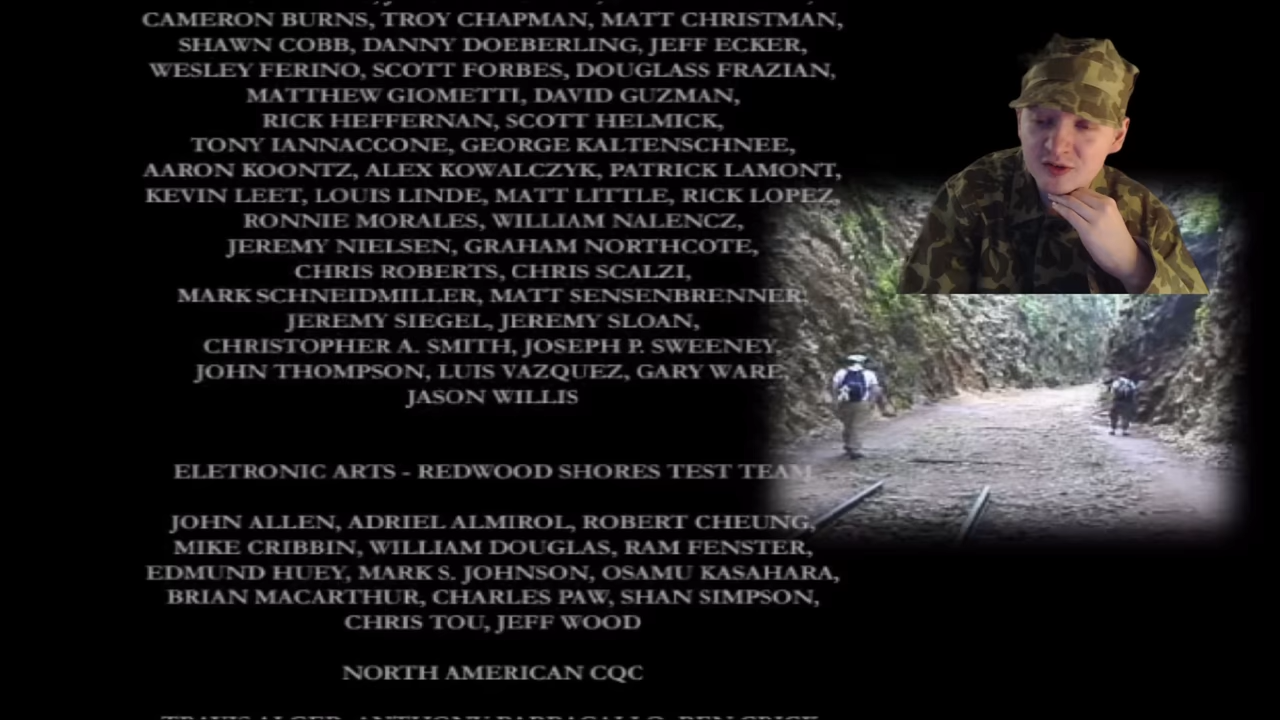 CAMERON BURNS, TROY CHAPMAN, MATT CHRISTMAN,
SHAWN COBB, DANNY DOEBERLING, JEFF ECKER,
WESLEY FERINO, SCOTT FORBES, DOUGLASS FRAZIAN,
MATTHEW GIOMETTI, DAVID GUZMAN,
RICK HEFFERNAN, SCOTT HELMICK,
TONY IANNACCONE, GEORGE KALTENSCHNEE,
AARON KOONTZ, ALEX KOWALCZYK, PATRICK LAMONT,
KEVIN LEET, LOUIS LINDE, MATT LITTLE, RICK LOPEZ,
RONNIE MORALES, WILLIAM NALENCZ,
JEREMY NIELSEN, GRAHAM NORTHCOTE,
CHRIS ROBERTS, CHRIS SCALZI,
MARK SCHNEIDMILLER, MATT SENSENBRENNER,
JEREMY SIEGEL, JEREMY SLOAN,
CHRISTOPHER A. SMITH, JOSEPH P. SWEENEY,
JOHN THOMPSON, LUIS VAZQUEZ, GARY WARE,
JASON WILLIS
ELETRONIC ARTS - REDWOOD SHORES TEST TEAM
JOHN ALLEN, ADRIEL ALMIROL, ROBERT CHEUNG,
MIKE CRIBBIN, WILLIAM DOUGLAS, RAM FENSTER,
EDMUND HUEY, MARK S. JOHNSON, OSAMU KASAHARA,
BRIAN MACARTHUR, CHARLES PAW, SHAN SIMPSON,
CHRIS TOU, JEFF WOOD
NORTH AMERICAN CQC